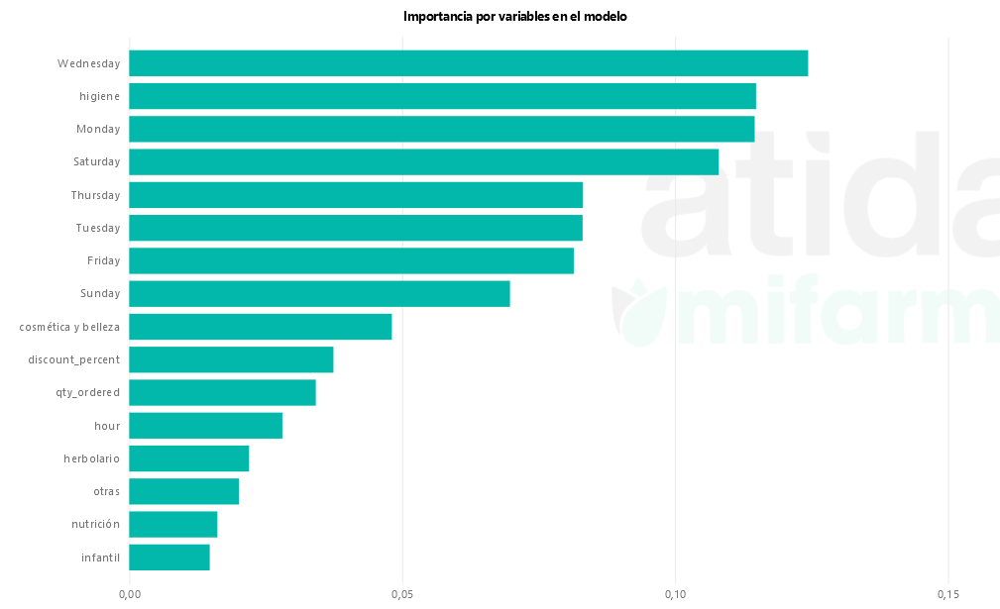 Importancia por variables en el modelo
Wednesday
higiene
Monday
Saturday
Thursday
Tuesday
Friday
Sunday
cosmética y belleza
discount_percent
qty_ordered
hour
herbolario
otras
nutrición
infantil
0,00 0,05 0,10 0,15
atida
mifarm